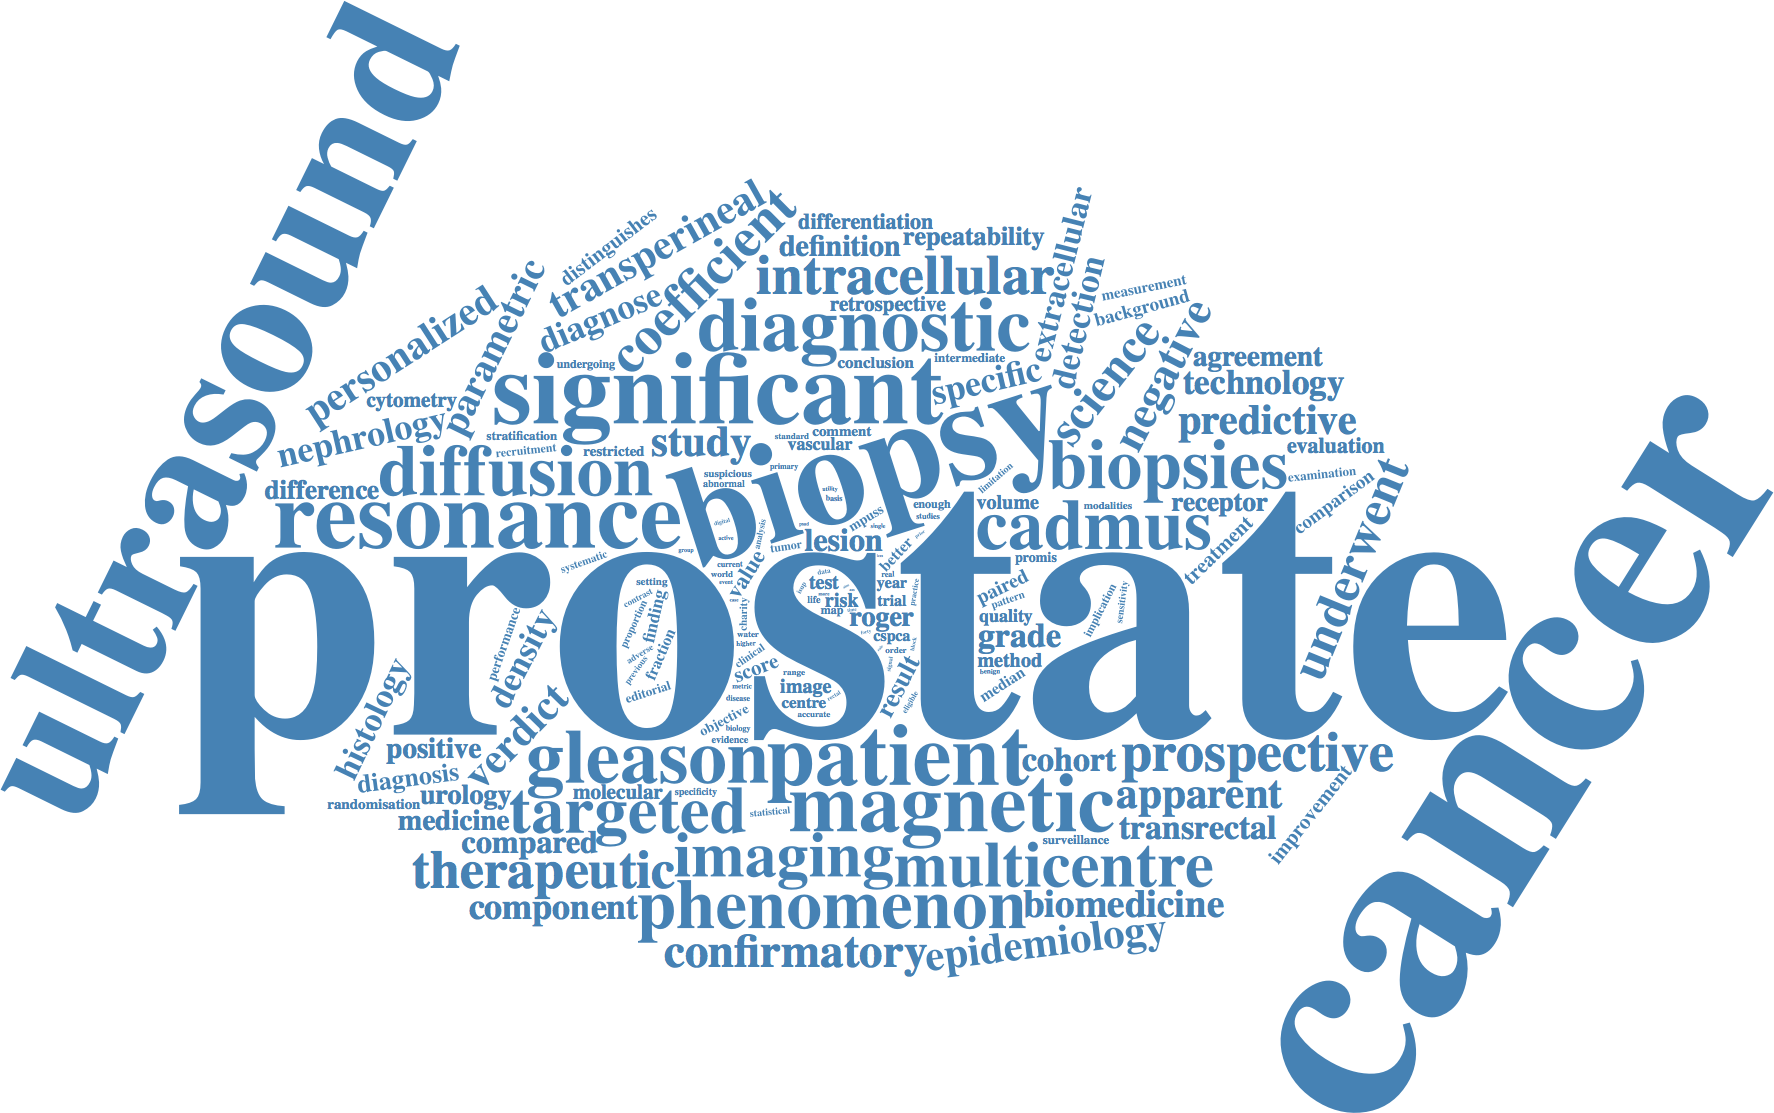 ultrasound
prostate
cancer
transperineal
distinguishes
coefficient
differentiation
definition
repeatability
intracellular
retrospective
diagnostic
extracellular
detection
measurement
background
personalized
parametric
diagnose
undergoing
conclusion
intermediate
significant
specific
science
negative
agreement
technology
predictive
evaluation
cytometry
nephrology
stratification
recruitment
restricted
study
standard
comment
vascular
biopsy
biopsies
examination
comparison
difference
diffusion
suspicious
abnormal
primary
utility
basis
limitation
enough
studies
volume
modalities
receptor
resonance
digital
active
analysis
mpuss
single
cadmus
treatment
underwent
group
tumor
lesion
better
promis
systematic
setting
contrast
proportion
finding
current
world
event
value
data
test
real
year
life
risk
trial
map
practice
paired
pattern
implication
sensitivity
performance
density
adverse
previous
fraction
editorial
charity
water
higher
clinical
score
metric
disease
roger
cspca
order
quality
grade
method
benign
median
result
signal
eligible
range
image
centre
accurate
objective
biology
evidence
histology
verdict
positive
diagnosis
randomisation
urology
medicine
gleason
patient
cohort
prospective
molecular
specificity
targeted
statistical
magnetic
apparent
transrectal
improvement
compared
surveillance
therapeutic
imaging
multicentre
component
phenomenon
biomedicine
confirmatory
epidemiology